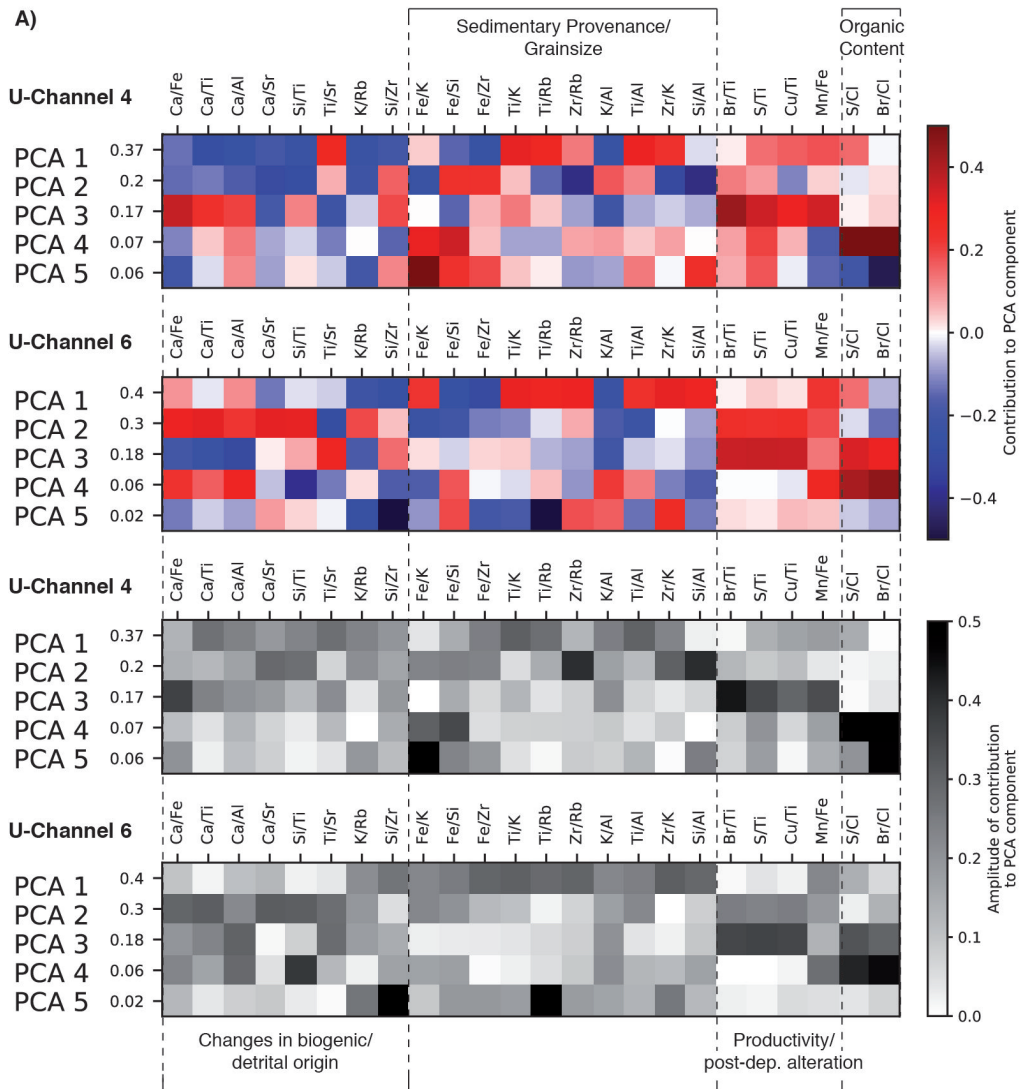 A)
Sedimentary Provenance/
Grainsize
Organic
Content
U-Channel 4
Ca/Fe Ca/Ti Ca/Al Ca/Sr Si/Ti Ti/Sr K/Rb Si/Zr Fe/K Fe/Si Fe/Zr Ti/K Ti/Rb Zr/Rb K/Al Ti/Al Zr/K Si/Al Br/Ti S/Ti Cu/Ti Mn/Fe S/Cl Br/Cl
PCA 1 0.37
PCA 2 0.2
PCA 3 0.17
PCA 4 0.07
PCA 5 0.06
U-Channel 6
Ca/Fe Ca/Ti Ca/Al Ca/Sr Si/Ti Ti/Sr K/Rb Si/Zr Fe/K Fe/Si Fe/Zr Ti/K Ti/Rb Zr/Rb K/Al Ti/Al Zr/K Si/Al Br/Ti S/Ti Cu/Ti Mn/Fe S/Cl Br/Cl
PCA 1 0.4
PCA 2 0.3
PCA 3 0.18
PCA 4 0.06
PCA 5 0.02
0.4
0.2
0.0
−0.2
−0.4
Contribution to PCA component
U-Channel 4
Ca/Fe Ca/Ti Ca/Al Ca/Sr Si/Ti Ti/Sr K/Rb Si/Zr Fe/K Fe/Si Fe/Zr Ti/K Ti/Rb Zr/Rb K/Al Ti/Al Zr/K Si/Al Br/Ti S/Ti Cu/Ti Mn/Fe S/Cl Br/Cl
PCA 1 0.37
PCA 2 0.2
PCA 3 0.17
PCA 4 0.07
PCA 5 0.06
U-Channel 6
Ca/Fe Ca/Ti Ca/Al Ca/Sr Si/Ti Ti/Sr K/Rb Si/Zr Fe/K Fe/Si Fe/Zr Ti/K Ti/Rb Zr/Rb K/Al Ti/Al Zr/K Si/Al Br/Ti S/Ti Cu/Ti Mn/Fe S/Cl Br/Cl
PCA 1 0.4
PCA 2 0.3
PCA 3 0.18
PCA 4 0.06
PCA 5 0.02
0.5
0.4
0.3
0.2
0.1
0.0
Amplitude of contribution
to PCA component
Changes in biogenic/
detrital origin
Productivity/
post-dep. alteration